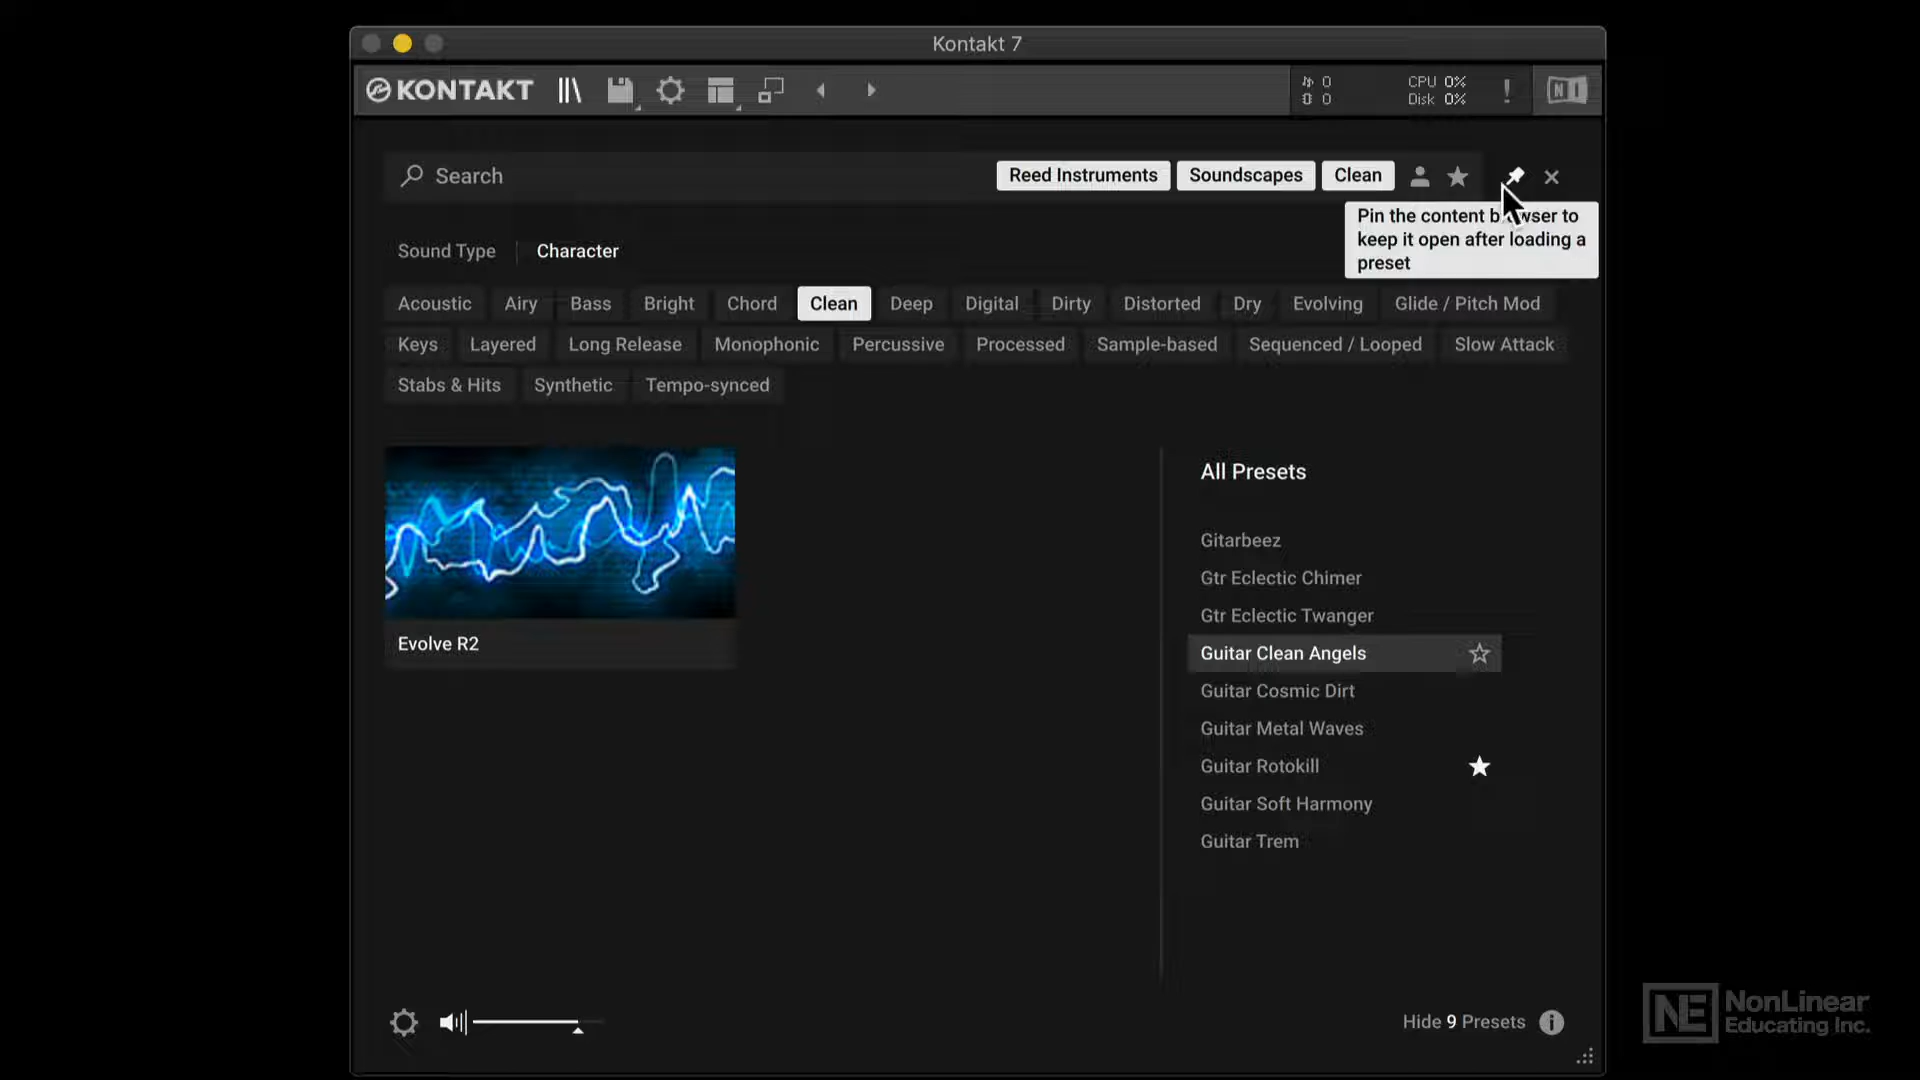 Kontakt 7
KONTAKT
0
0
CPU 0%
Disk 0%
!
NI
Search
Reed Instruments
Soundscapes
Clean
Pin the content b wser to
keep it open after loading a
preset
Sound Type
Character
Acoustic Airy Bass Bright Chord Clean Deep Digital Dirty Distorted Dry Evolving Glide / Pitch Mod
Keys Layered Long Release Monophonic Percussive Processed Sample-based Sequenced / Looped Slow Attack
Stabs & Hits Synthetic Tempo-synced
Evolve R2
All Presets
Gitarbeez
Gtr Eclectic Chimer
Gtr Eclectic Twanger
Guitar Clean Angels
Guitar Cosmic Dirt
Guitar Metal Waves
Guitar Rotokill
Guitar Soft Harmony
Guitar Trem
Hide 9 Presets
NE NonLinear
Educating Inc.